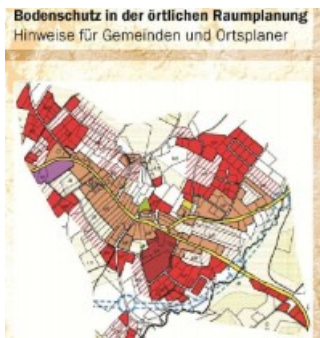 Bodenschutz in der örtlichen Raumplanung
Hinweise für Gemeinden und Ortsplaner